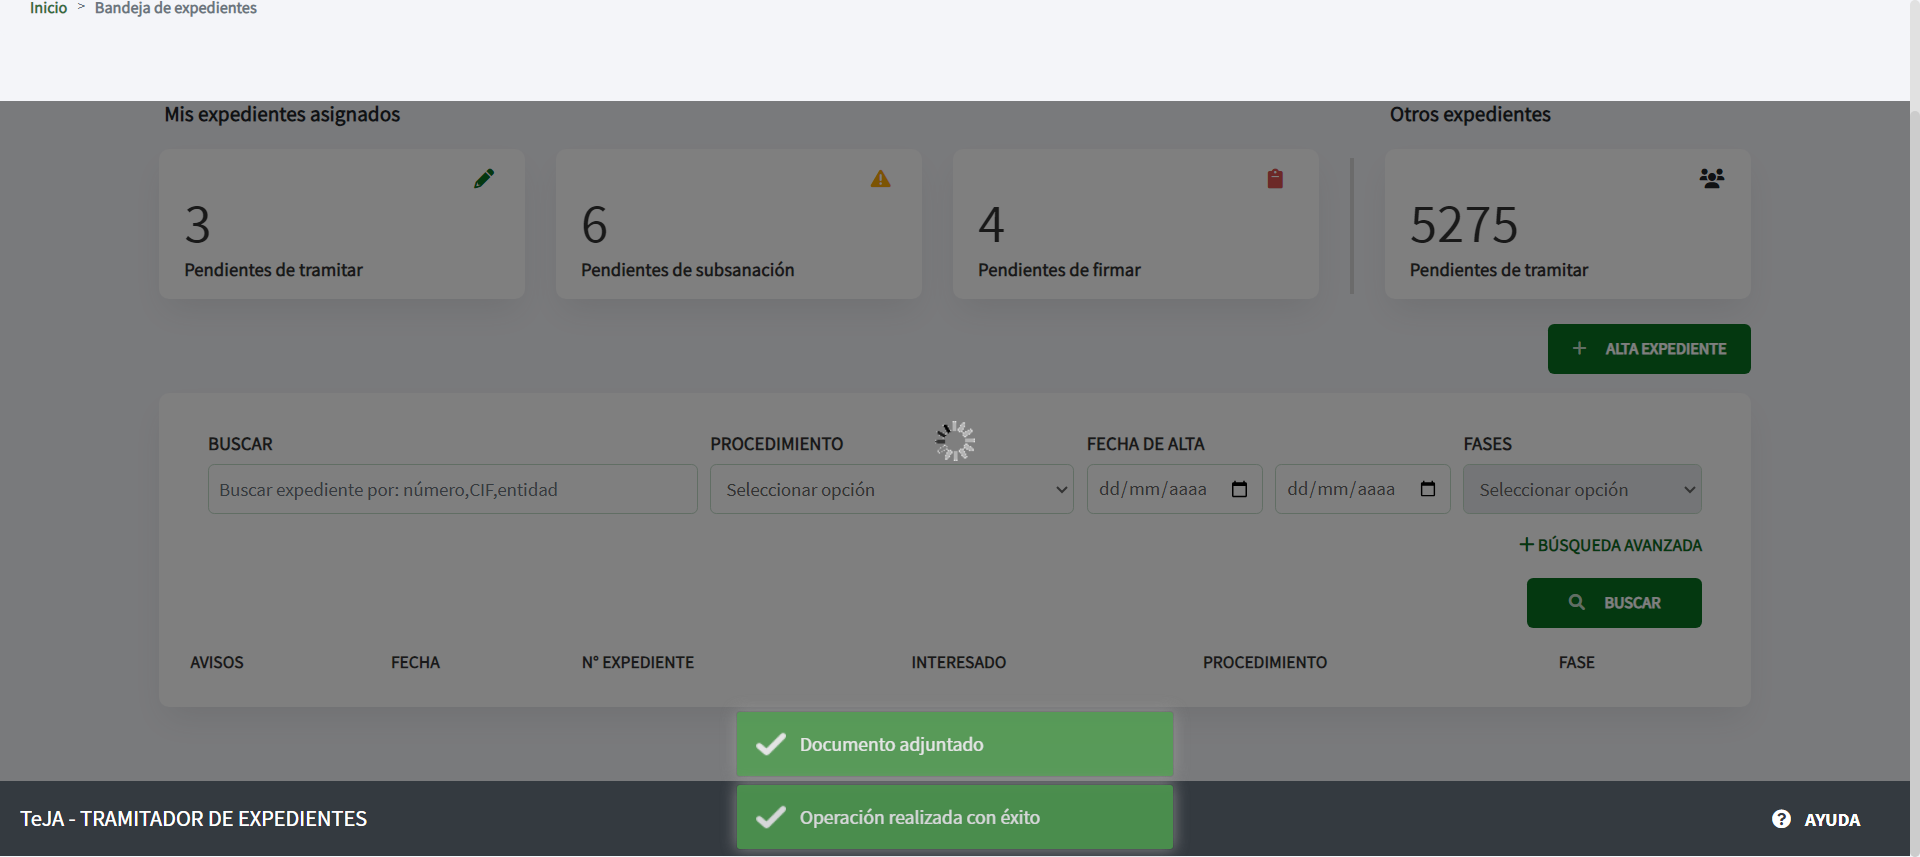 Inicio > Bandeja de expedientes
Mis expedientes asignados
Otros expedientes
3
Pendientes de tramitar
6
Pendientes de subsanación
4
Pendientes de firmar
5275
Pendientes de tramitar
+ ALTA EXPEDIENTE
BUSCAR
PROCEDIMIENTO
FECHA DE ALTA
FASES
Buscar expediente por: número,CIF,entidad
Seleccionar opción
dd/mm/aaaa
dd/mm/aaaa
Seleccionar opción
+ BÚSQUEDA AVANZADA
BUSCAR
AVISOS FECHA N° EXPEDIENTE INTERESADO PROCEDIMIENTO FASE
Documento adjuntado
Operación realizada con éxito
TeJA - TRAMITADOR DE EXPEDIENTES
? AYUDA